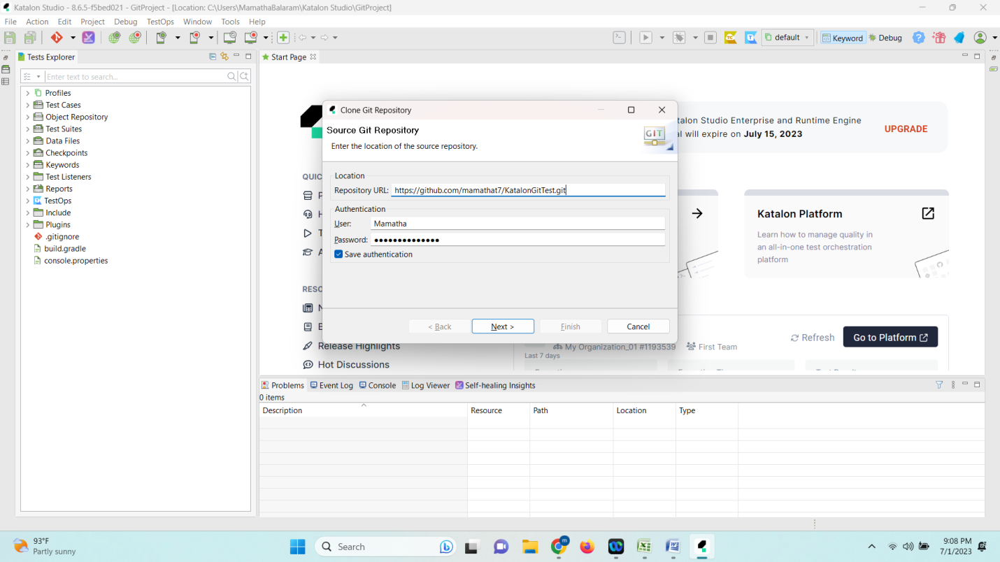 Katalon Studio - 8.6.5-f5bed021 - GitProject - [Location: C:\Users\MamathaBalaram\Katalon Studio\GitProject]
File Action Edit Project Debug TestOps Window Tools Help
default
Keyword
Debug
Tests Explorer
Start Page
Enter text to search...
Profiles
Test Cases
Object Repository
Test Suites
Data Files
Checkpoints
Keywords
Test Listeners
Reports
TestOps
Include
Plugins
.gitignore
build.gradle
console.properties
Clone Git Repository
Source Git Repository
GIT
Enter the location of the source repository.
Location
Repository URL: https://github.com/mamathat7/KatalonGitTest.git
Authentication
User: Mamatha
Password: ●●●●●●●●●●●●●●
Save authentication
< Back
Next >
Finish
Cancel
talon Studio Enterprise and Runtime Engine
al will expire on July 15, 2023
UPGRADE
QUIC
Katalon Platform
Learn how to manage quality in
an all-in-one test orchestration
platform
RESO
Release Highlights
Hot Discussions
My Organization_01 #1193539
First Team
Refresh
Go to Platform
Last 7 days
Problems Event Log Console Log Viewer Self-healing Insights
0 items
Description Resource Path Location Type
93°F
Partly sunny
Search
m
9:08 PM
7/1/2023